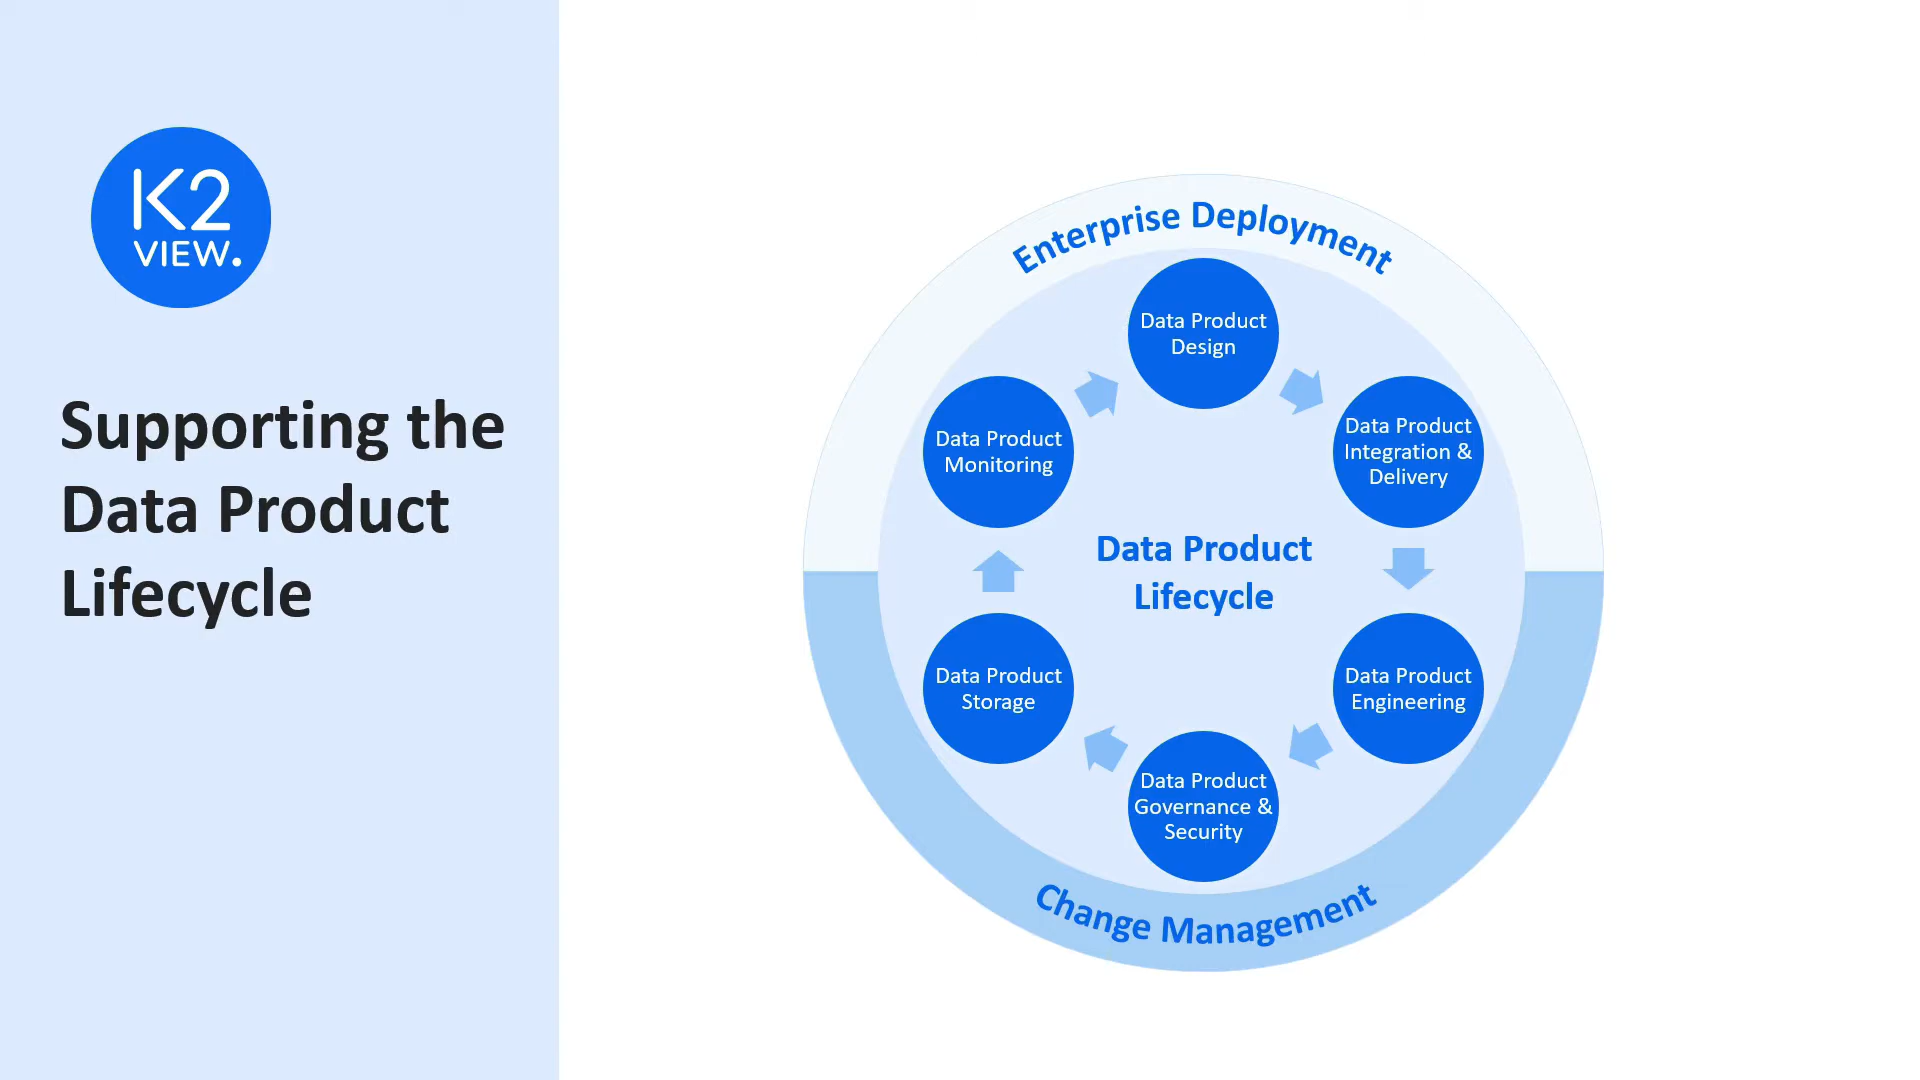 K2
VIEW.
Supporting the
Data Product
Lifecycle
Enterprise Deployment
Data Product
Design
Data Product
Integration &
Delivery
Data Product
Engineering
Data Product
Governance &
Security
Data Product
Storage
Data Product
Monitoring
Data Product
Lifecycle
Change Management